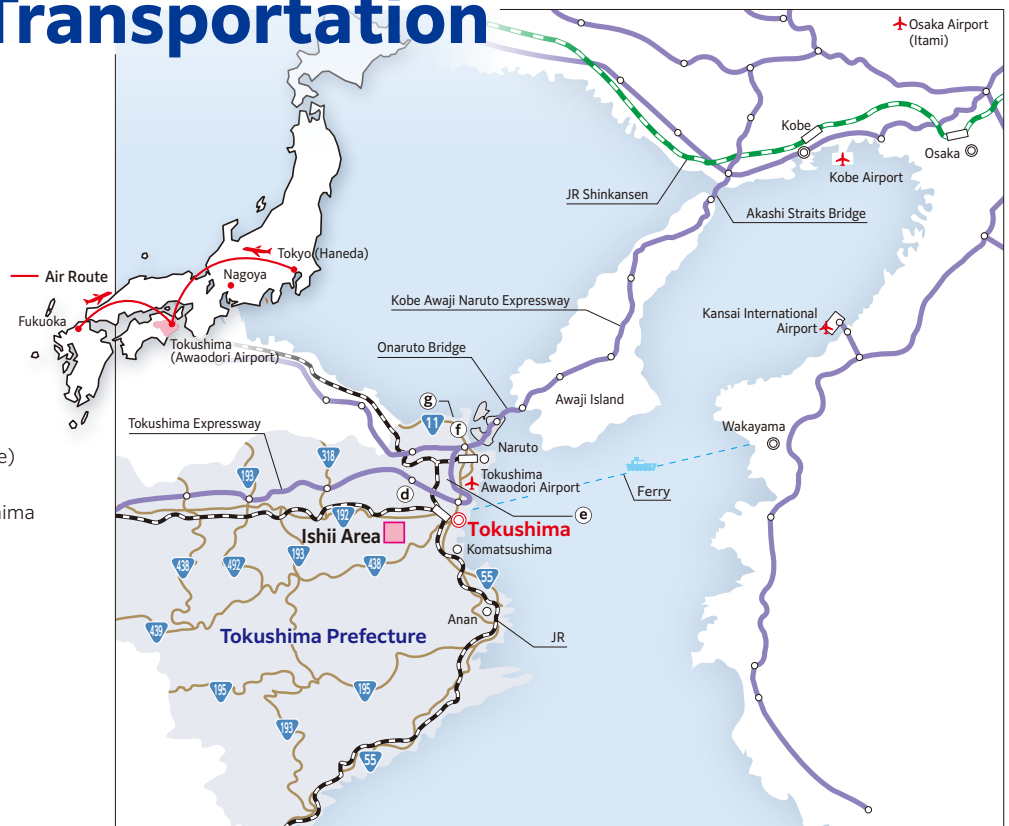 Transportation
Osaka Airport
(Itami)
Kobe
Osaka
Kobe Airport
JR Shinkansen
Akashi Straits Bridge
Tokyo (Haneda)
Nagoya
Air Route
Fukuoka
Tokushima
(Awaodori Airport)
Kobe Awaji Naruto Expressway
Kansai International
Airport
Onaruto Bridge
Awaji Island
g
11
f
Tokushima Expressway
Wakayama
Naruto
e)
318
193
Tokushima
Awaodori Airport
Ferry
d
e
ima
192
Tokushima
Ishii Area
Komatsushima
193
438
492
438
55
Anan
439
Tokushima Prefecture
JR
195
195
193
55